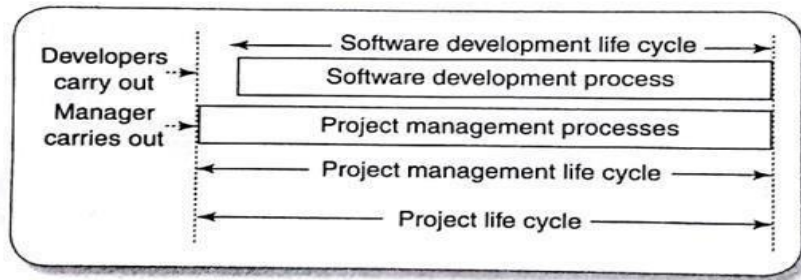 Software development life cycle
Developers
carry out
Software development process
Manager
carries out
Project management processes
Project management life cycle
Project life cycle